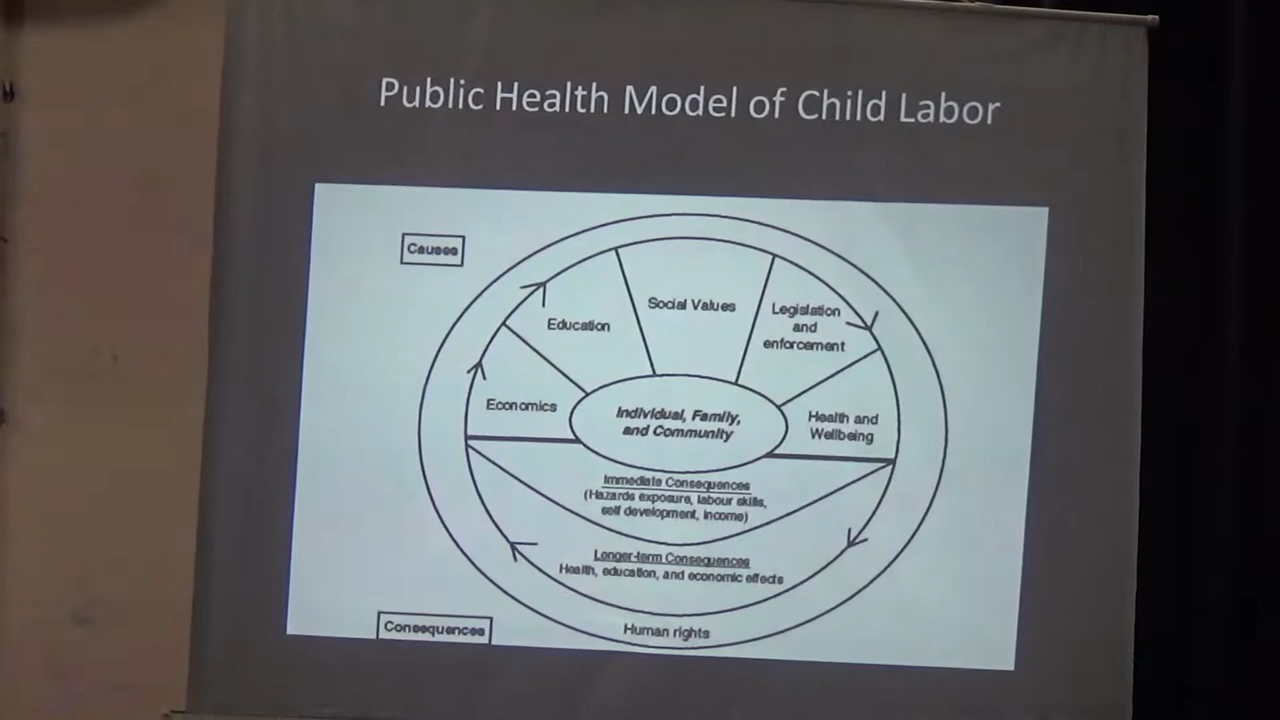 Public Health Model of Child Labor
Causes
Social Values
Legislation
and
enforcement
Education
Economics
Individual, Family,
and Community
Health and
Wellbeing
Immediate Consequences
(Hazards exposure, labour skills,
self development, income)
Longer-term Consequences
Health, education, and economic effects
Consequences
Human rights